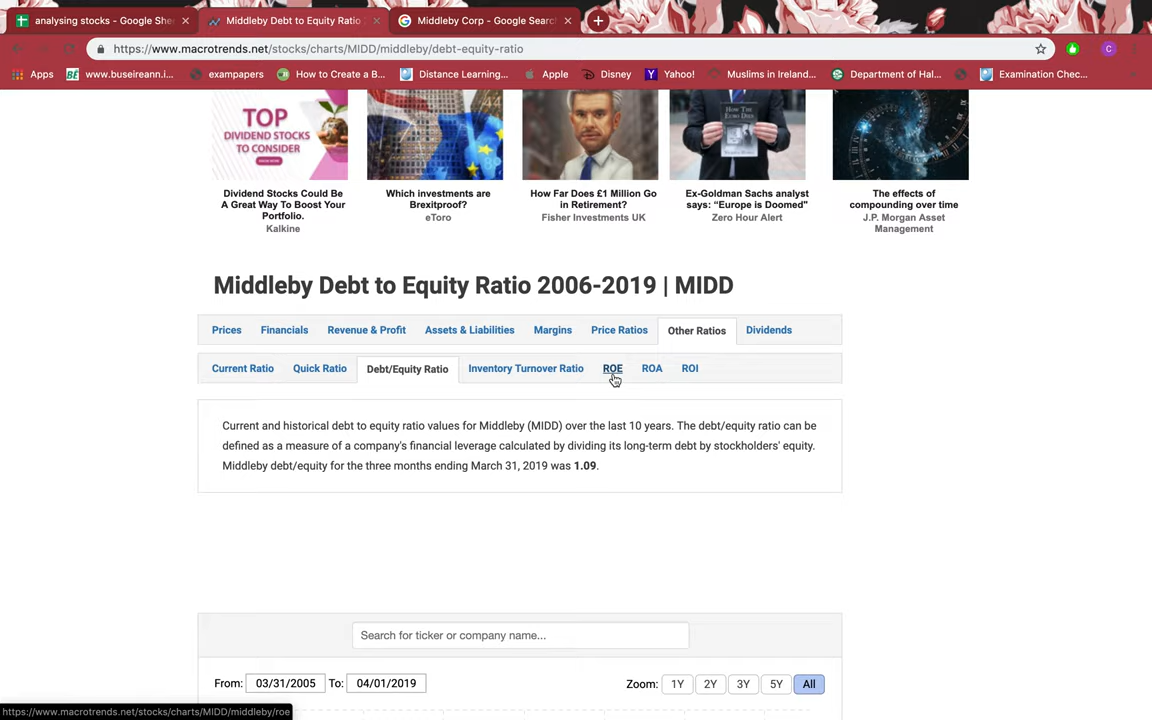 analysing stocks - Google She
Middleby Debt to Equity Ratio
Middleby Corp - Google Search
https://www.macrotrends.net/stocks/charts/MIDD/middleby/debt-equity-ratio
C
Apps
BÉ www.buseireann.i...
exampapers
How to Create a B...
Distance Learning...
Apple
Disney
Yahoo!
Muslims in Ireland...
Department of Hal...
Examination Chec...
TOP
DIVIDEND STOCKS
TO CONSIDER
HOW THE
EURO DIES
Dividend Stocks Could Be
A Great Way To Boost Your
Portfolio.
Kalkine
Which investments are
Brexitproof?
eToro
How Far Does £1 Million Go
in Retirement?
Fisher Investments UK
Ex-Goldman Sachs analyst
says: “Europe is Doomed”
Zero Hour Alert
The effects of
compounding over time
J.P. Morgan Asset
Management
Middleby Debt to Equity Ratio 2006-2019 | MIDD
Prices Financials Revenue & Profit Assets & Liabilities Margins Price Ratios Other Ratios Dividends
Current Ratio Quick Ratio Debt/Equity Ratio Inventory Turnover Ratio ROE ROA ROI
Current and historical debt to equity ratio values for Middleby (MIDD) over the last 10 years. The debt/equity ratio can be
defined as a measure of a company's financial leverage calculated by dividing its long-term debt by stockholders' equity.
Middleby debt/equity for the three months ending March 31, 2019 was 1.09.
Search for ticker or company name...
From: 03/31/2005 To: 04/01/2019 Zoom: 1Y 2Y 3Y 5Y All
https://www.macrotrends.net/stocks/charts/MIDD/middleby/roe